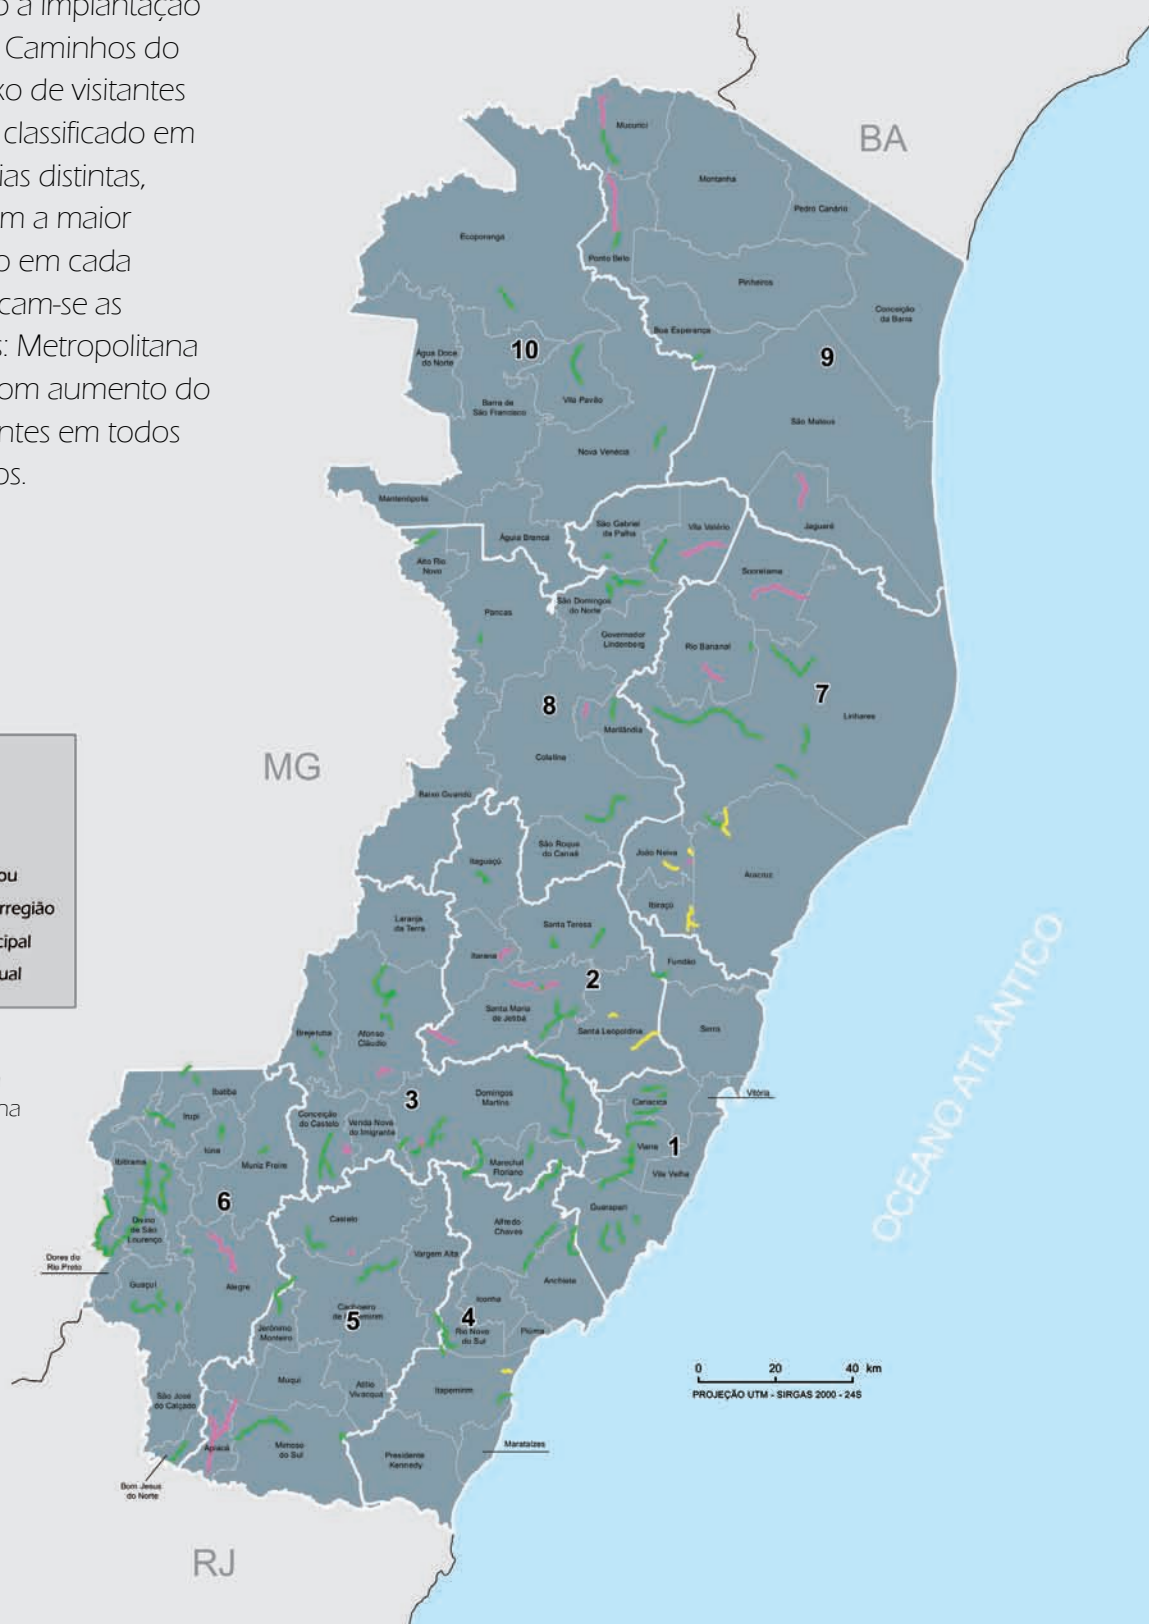 o a implantação
Caminhos do
xo de visitantes
classificado em
ias distintas,
m a maior
o em cada
cam-se as
s: Metropolitana
om aumento do
ntes em todos
os.
BA
Mucurici
Montanha
Pedro Canário
Ecoporanga
Ponto Belo
Pinheiros
Conceição
da Barra
Boa Esperança
Água Doce
do Norte
10
9
Vila Pavão
Barra de
São Francisco
São Mateus
Nova Venécia
Mantenópolis
São Gabriel
da Palha
Vila Valério
Jaguaré
Águia Branca
Alto Rio
Novo
Sooretama
São Domingos
do Norte
Pancas
Governador
Lindenberg
Rio Bananal
7
8
Linhares
Marilândia
MG
Colatina
Baixo Guandú
São Roque
do Canaã
João Neiva
Itaguaçú
Aracruz
ou
rregião
cipal
ual
Ibiraçú
Laranja
da Terra
Santa Teresa
Itarana
Fundão
2
Santa Maria
de Jetibá
Santa Leopoldina
Serra
Brejetuba
Afonso
Cláudio
OCEANO ATLÂNTICO
na
Ibatiba
3
Domingos
Martins
Vitória
Cariacica
Irupi
Conceição
do Castelo
Venda Nova
do Imigrante
Iúna
1
Viana
Ibitirama
Muniz Freire
Marechal
Floriano
Vila Velha
6
Guarapari
Divino
de São
Lourenço
Castelo
Alfredo
Chaves
Vargem Alta
Dores do
Rio Preto
Guaçuí
Alegre
Anchieta
Iconha
Cachoeiro
5
4
Jerônimo
Monteiro
Rio Novo
do Sul
Piúma
0 20 40 km
PROJEÇÃO UTM - SIRGAS 2000 - 24S
Muqui
Atílio
Vivacqua
Itapemirim
São José
do Calçado
Apiacá
Mimoso
do Sul
Presidente
Kennedy
Marataízes
Bom Jesus
do Norte
RJ